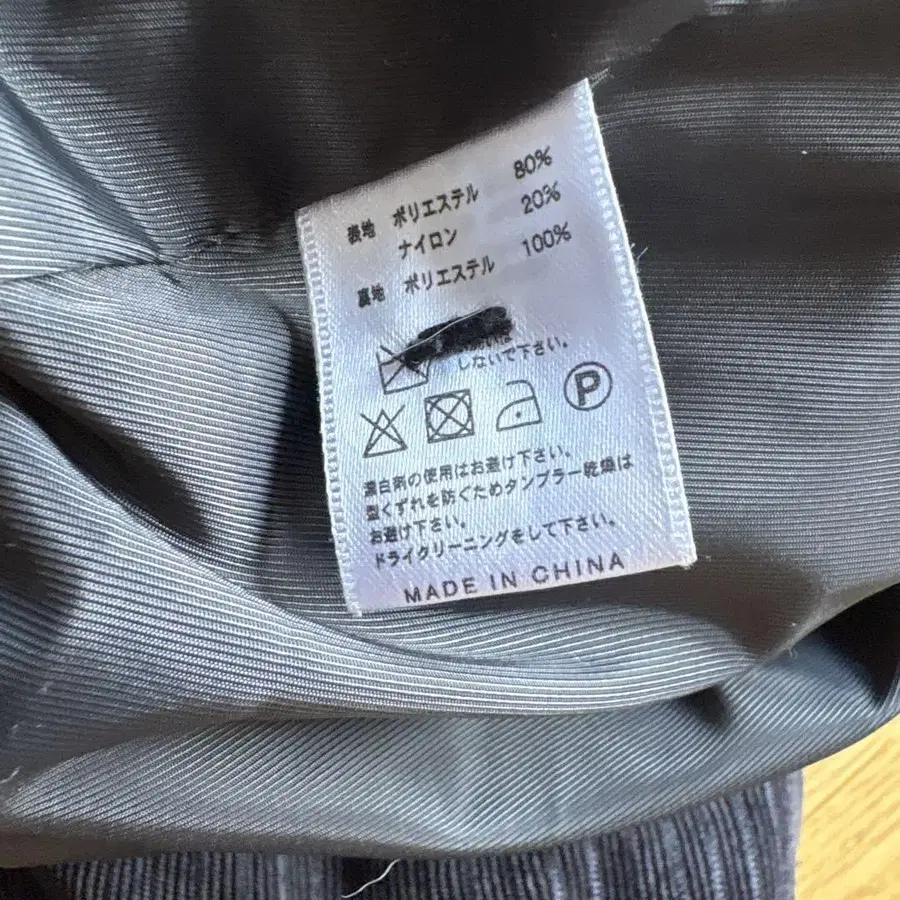 表地 ポリエステル 80%
ナイロン 20%
裏地 ポリエステル 100%
しないで下さい。
P
漂白剤の使用はお避け下さい。
型くずれを防ぐためタンブラー乾燥は
お避け下さい。
ドライクリーニングをして下さい。
MADE IN CHINA